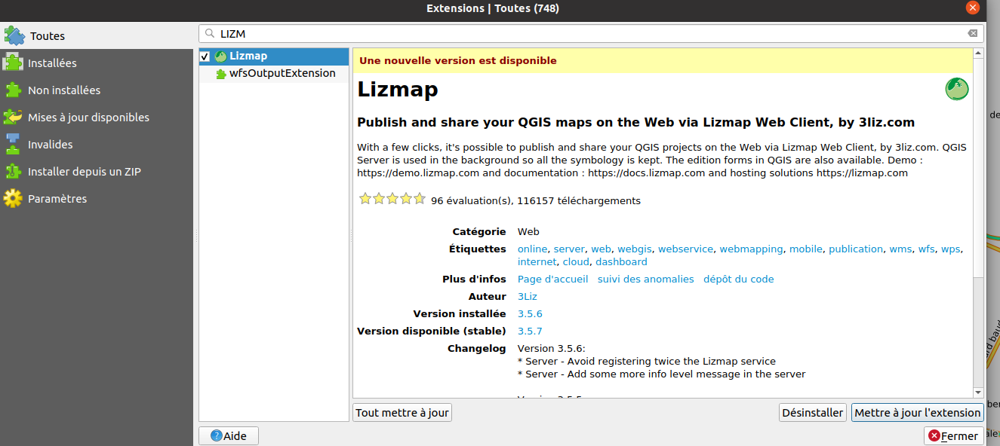 Extensions | Toutes (748)
Toutes
Installées
Non installées
Mises à jour disponibles
Invalides
Installer depuis un ZIP
Paramètres
LIZM
Lizmap
wfsOutputExtension
Une nouvelle version est disponible
Lizmap
Publish and share your QGIS maps on the Web via Lizmap Web Client, by 3liz.com
With a few clicks, it's possible to publish and share your QGIS projects on the Web via Lizmap Web Client, by 3liz.com. QGIS
Server is used in the background so all the symbology is kept. The edition forms in QGIS are also available. Demo :
https://demo.lizmap.com and documentation : https://docs.lizmap.com and hosting solutions https://lizmap.com
96 évaluation(s), 116157 téléchargements
Catégorie Web
Étiquettes online, server, web, webgis, webservice, webmapping, mobile, publication, wms, wfs, wps,
internet, cloud, dashboard
Plus d'infos Page d'accueil suivi des anomalies dépôt du code
Auteur 3Liz
Version installée 3.5.6
Version disponible (stable) 3.5.7
Changelog Version 3.5.6:
* Server - Avoid registering twice the Lizmap service
* Server - Add some more info level message in the server
Tout mettre à jour
Désinstaller
Mettre à jour l'extension
Aide
Fermer